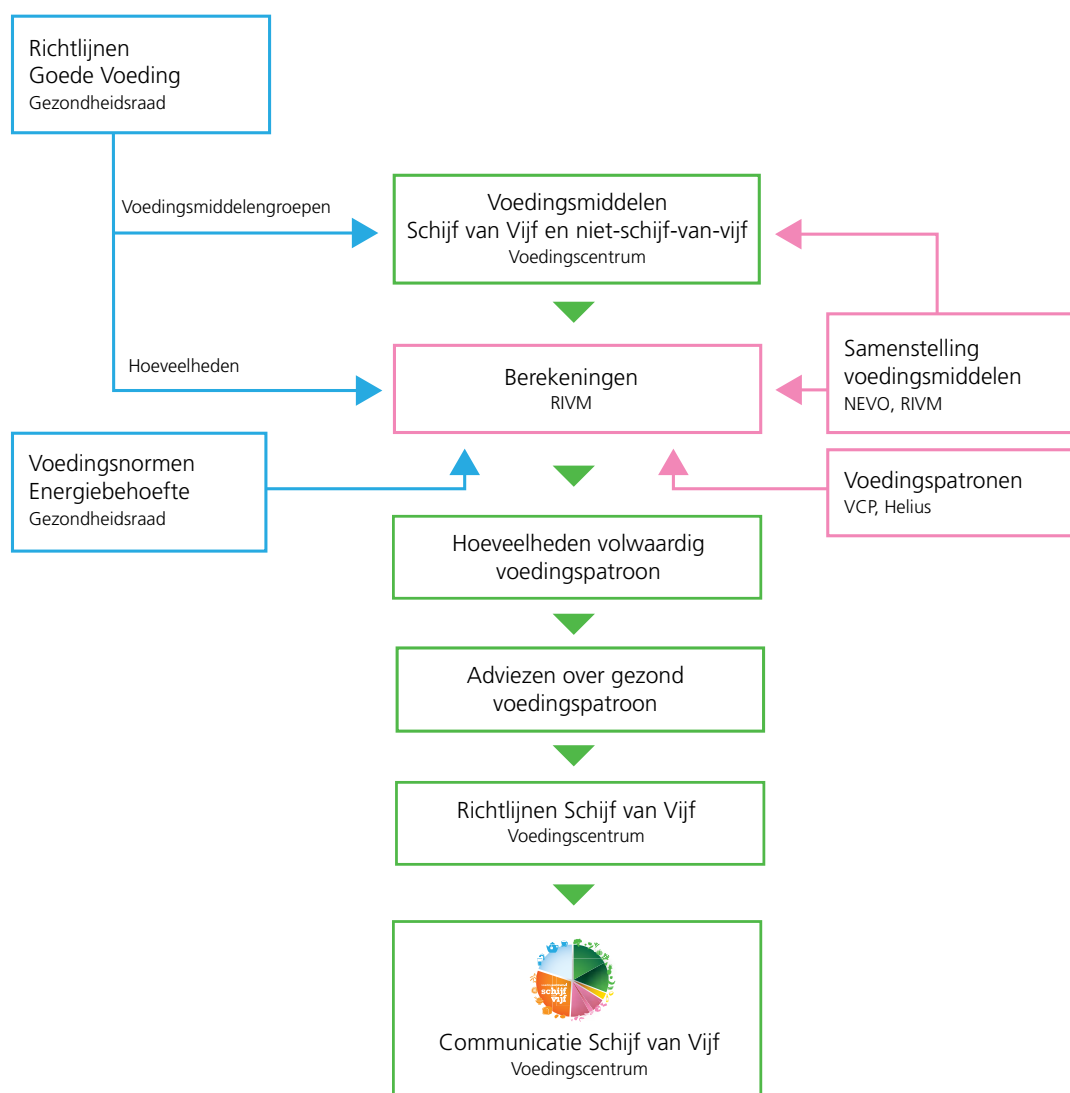 Richtlijnen
Goede Voeding
Gezondheidsraad
Voedingsmiddelengroepen
Voedingsmiddelen
Schijf van Vijf en niet-schijf-van-vijf
Voedingscentrum
Hoeveelheden
Berekeningen
RIVM
Samenstelling
voedingsmiddelen
NEVO, RIVM
Voedingsnormen
Energiebehoefte
Gezondheidsraad
Voedingspatronen
VCP, Helius
Hoeveelheden volwaardig
voedingspatroon
Adviezen over gezond
voedingspatroon
Richtlijnen Schijf van Vijf
Voedingscentrum
schijf
vijf
Communicatie Schijf van Vijf
Voedingscentrum